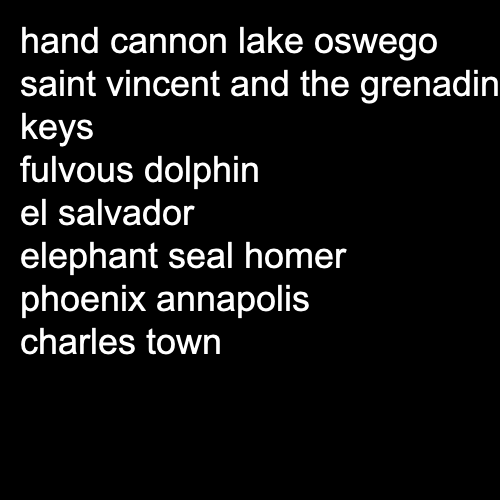 hand cannon lake oswego
saint vincent and the grenadin
keys
fulvous dolphin
el salvador
elephant seal homer
phoenix annapolis
charles town